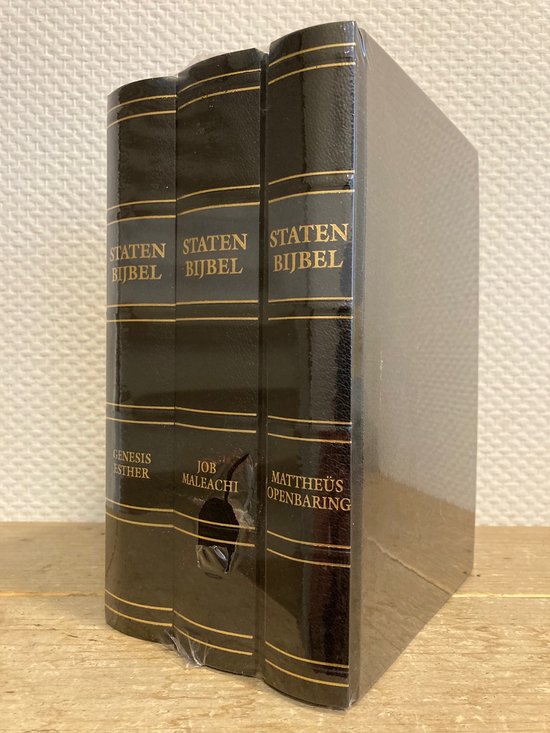 STATEN
BIJBEL
GENESIS
ESTHER
STATEN
BIJBEL
JOB
MALEACHI
STATEN
BIJBEL
MATTHEÜS
OPENBARING